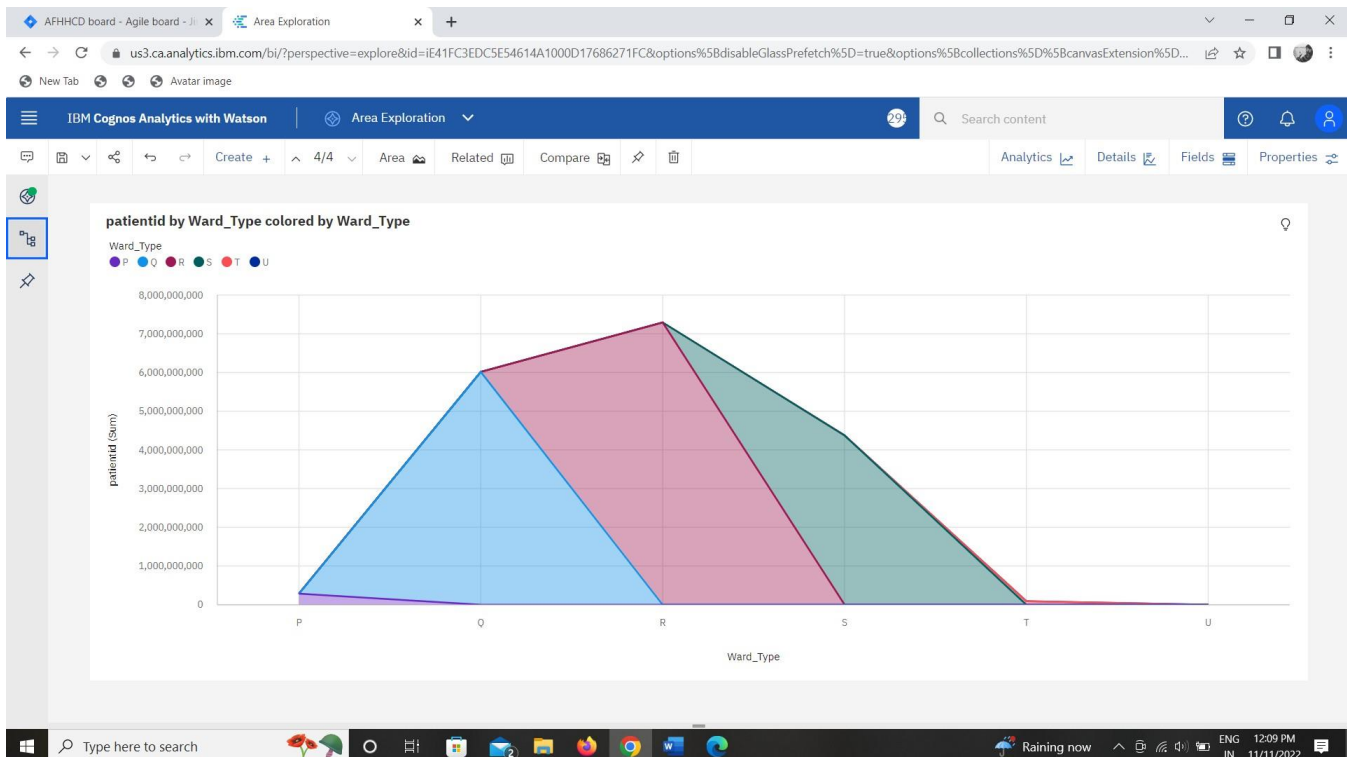 AFHHCD board - Agile board - Ji
Area Exploration
us3.ca.analytics.ibm.com/bi/?perspective=explore&id=iE41FC3EDC5E54614A1000D17686271FC&options%5BdisableGlassPrefetch%5D=true&options%5Bcollections%5D%5BcanvasExtension%5D...
New Tab
Avatar image
IBM Cognos Analytics with Watson
Area Exploration
Search content
Create +
4/4
Area
Related
Compare
Analytics
Details
Fields
Properties
patientid by Ward_Type colored by Ward_Type
Ward_Type
P Q R S T U
8,000,000,000
7,000,000,000
6,000,000,000
5,000,000,000
4,000,000,000
3,000,000,000
2,000,000,000
1,000,000,000
0
patientid (Sum)
P Q R S T U
Ward_Type
Type here to search
2
Raining now
ENG
IN
12:09 PM
11/11/2022